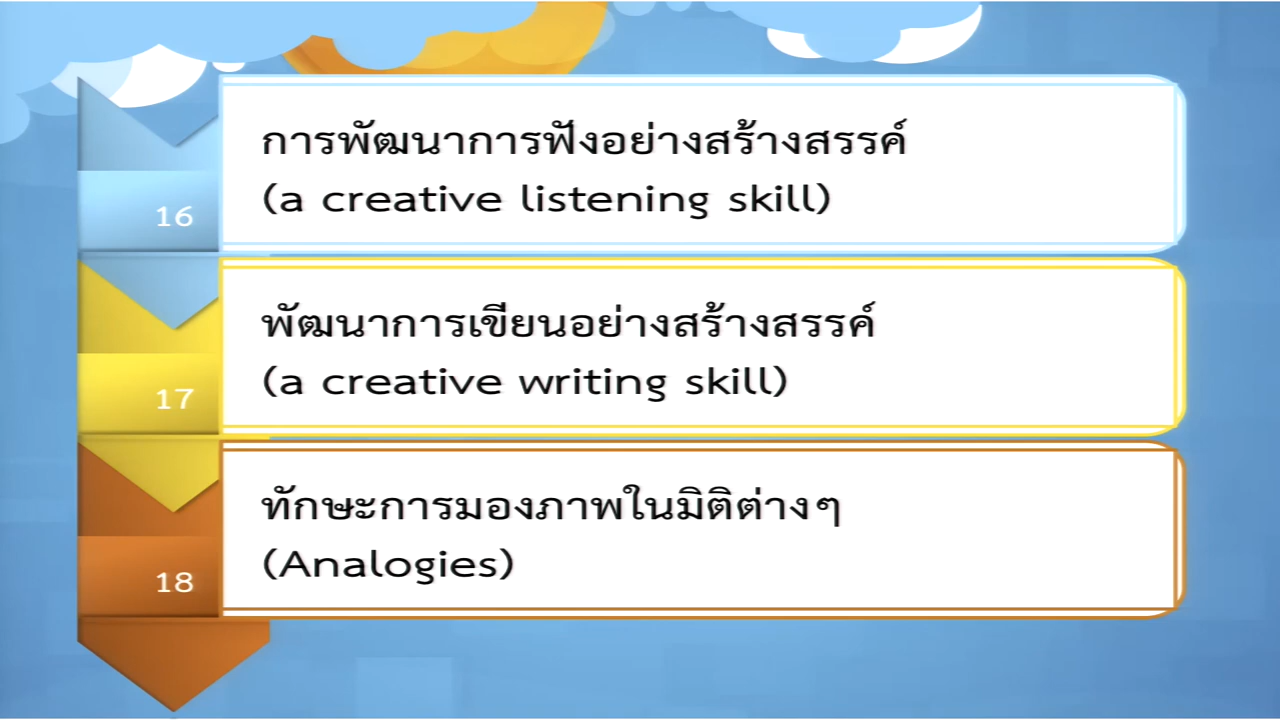 16
การพัฒนาการฟังอย่างสร้างสรรค์
(a creative listening skill)
17
พัฒนาการเขียนอย่างสร้างสรรค์
(a creative writing skill)
18
ทักษะการมองภาพในมิติต่างๆ
(Analogies)